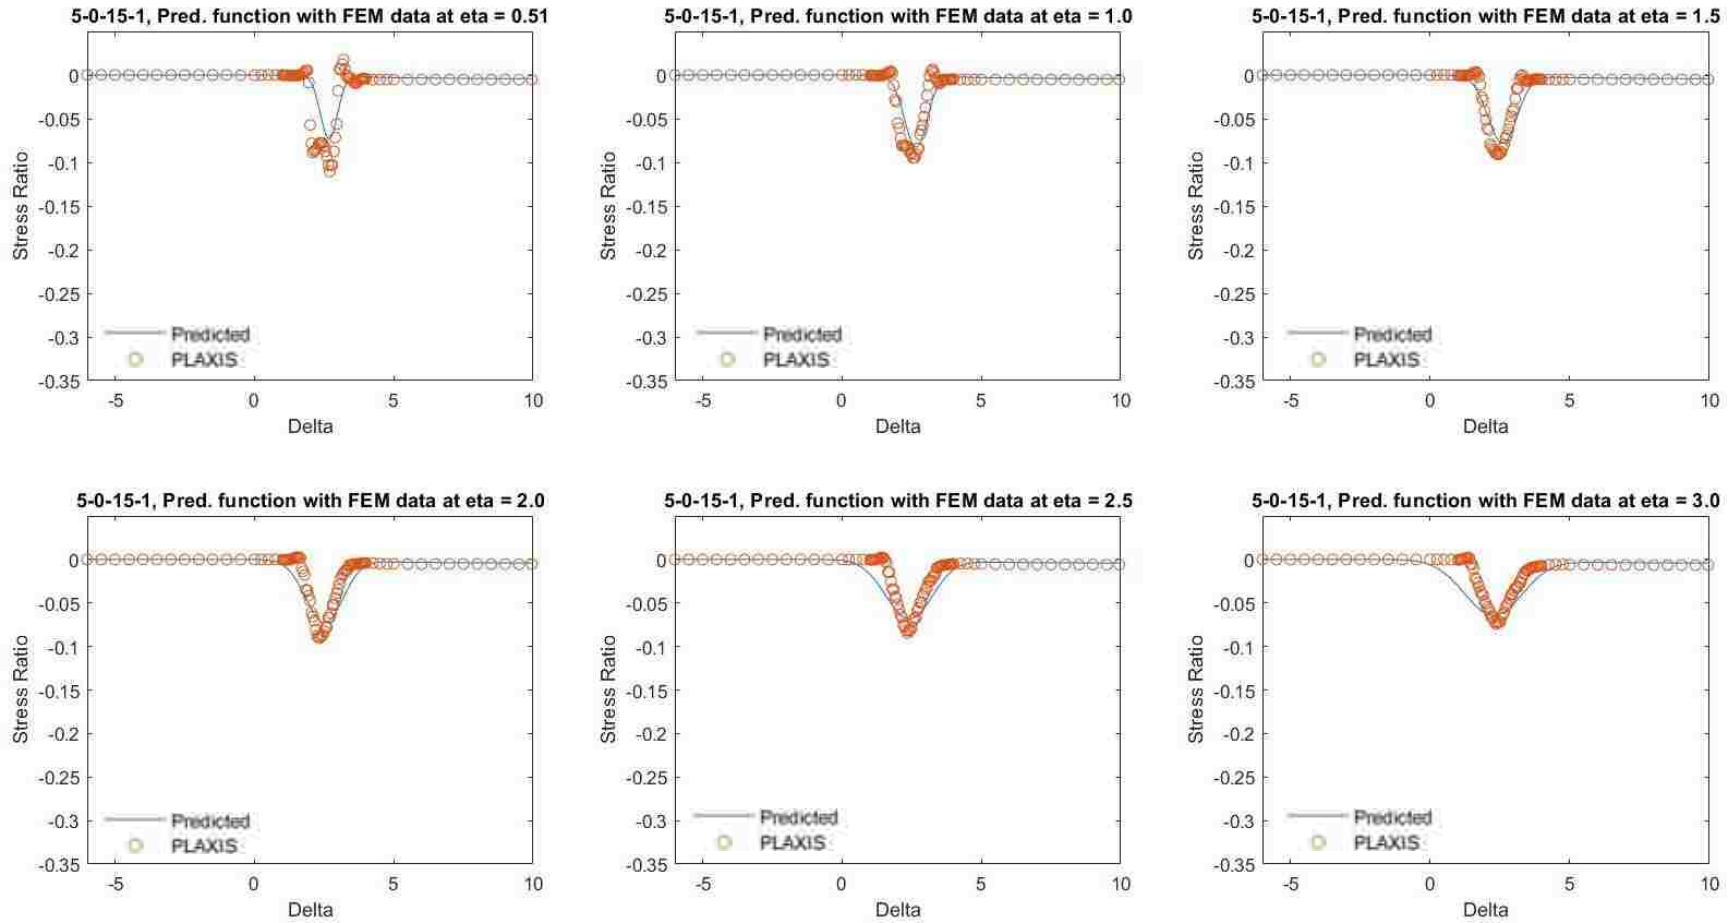 5-0-15-1, Pred. function with FEM data at eta = 0.51
0
-0.05
-0.1
-0.15
-0.2
-0.25
-0.3
-0.35
Stress Ratio
Predicted
PLAXIS
-5
0
5
10
Delta
5-0-15-1, Pred. function with FEM data at eta = 1.0
0
-0.05
-0.1
-0.15
-0.2
-0.25
-0.3
-0.35
Stress Ratio
Predicted
PLAXIS
-5
0
5
10
Delta
5-0-15-1, Pred. function with FEM data at eta = 1.5
0
-0.05
-0.1
-0.15
-0.2
-0.25
-0.3
-0.35
Stress Ratio
Predicted
PLAXIS
-5
0
5
10
Delta
5-0-15-1, Pred. function with FEM data at eta = 2.0
0
-0.05
-0.1
-0.15
-0.2
-0.25
-0.3
-0.35
Stress Ratio
Predicted
PLAXIS
-5
0
5
10
Delta
5-0-15-1, Pred. function with FEM data at eta = 2.5
0
-0.05
-0.1
-0.15
-0.2
-0.25
-0.3
-0.35
Stress Ratio
Predicted
PLAXIS
-5
0
5
10
Delta
5-0-15-1, Pred. function with FEM data at eta = 3.0
0
-0.05
-0.1
-0.15
-0.2
-0.25
-0.3
-0.35
Stress Ratio
Predicted
PLAXIS
-5
0
5
10
Delta